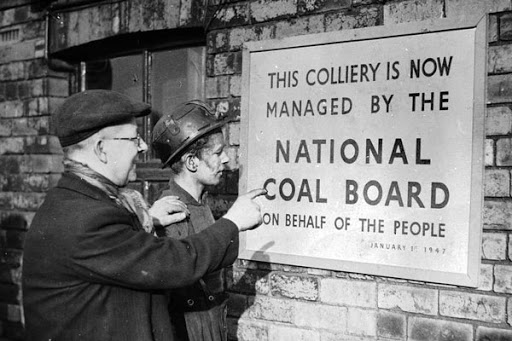 THIS COLLIERY IS NOW
MANAGED BY THE
NATIONAL
COAL BOARD
ON BEHALF OF THE PEOPLE
JANUARY 1ST 1947